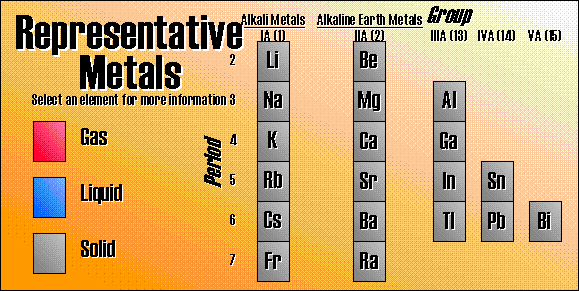 Representative
Metals
Select an element for more information
Gas
Liquid
Solid
Group
Alkali Metals Alkaline Earth Metals
IA (1) IIA (2) IIIA (13) IVA (14) VA (15)
Period
2 Li Be
3 Na Mg Al
4 K Ca Ga
5 Rb Sr In Sn
6 Cs Ba Tl Pb Bi
7 Fr Ra